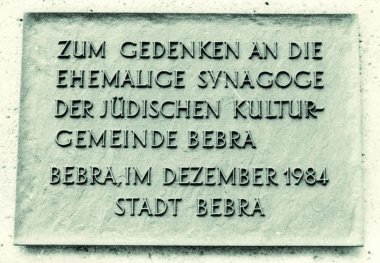 ZUM GEDENKEN AN DIE
EHEMALIGE SYNAGOGE
DER JÜDISCHEN KULTUR-
GEMEINDE BEBRA
BEBRA, IM DEZEMBER 1984
STADT BEBRA